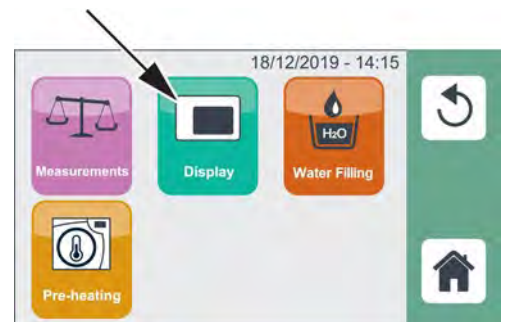 18/12/2019 - 14:15
Measurements
Display
H2O
Water Filling
Pre-heating